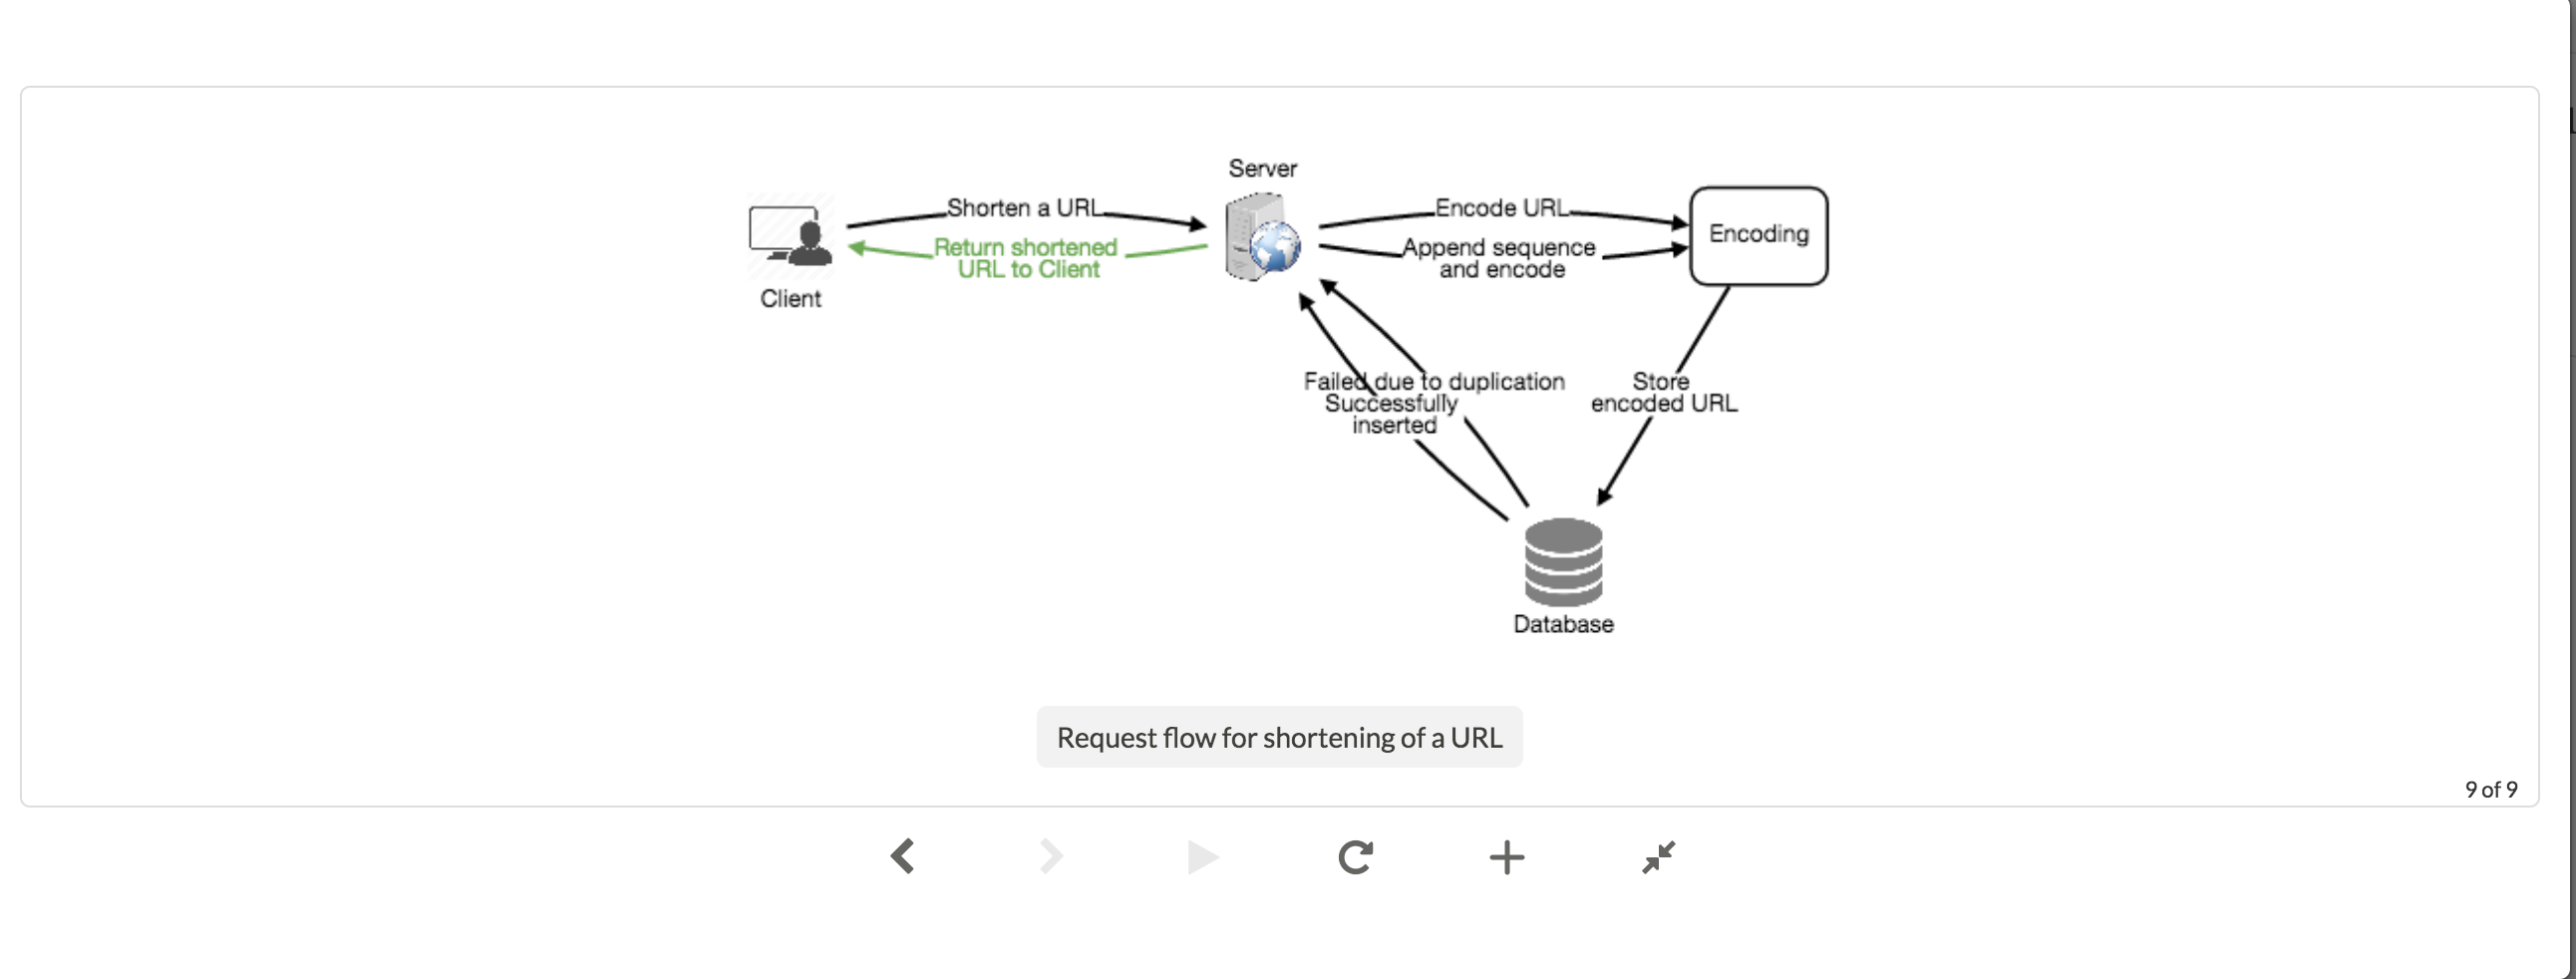 Server
Shorten a URL
Return shortened
URL to Client
Client
Encode URL
Append sequence
and encode
Encoding
Failed due to duplication
Successfully
inserted
Store
encoded URL
Database
Request flow for shortening of a URL
9 of 9